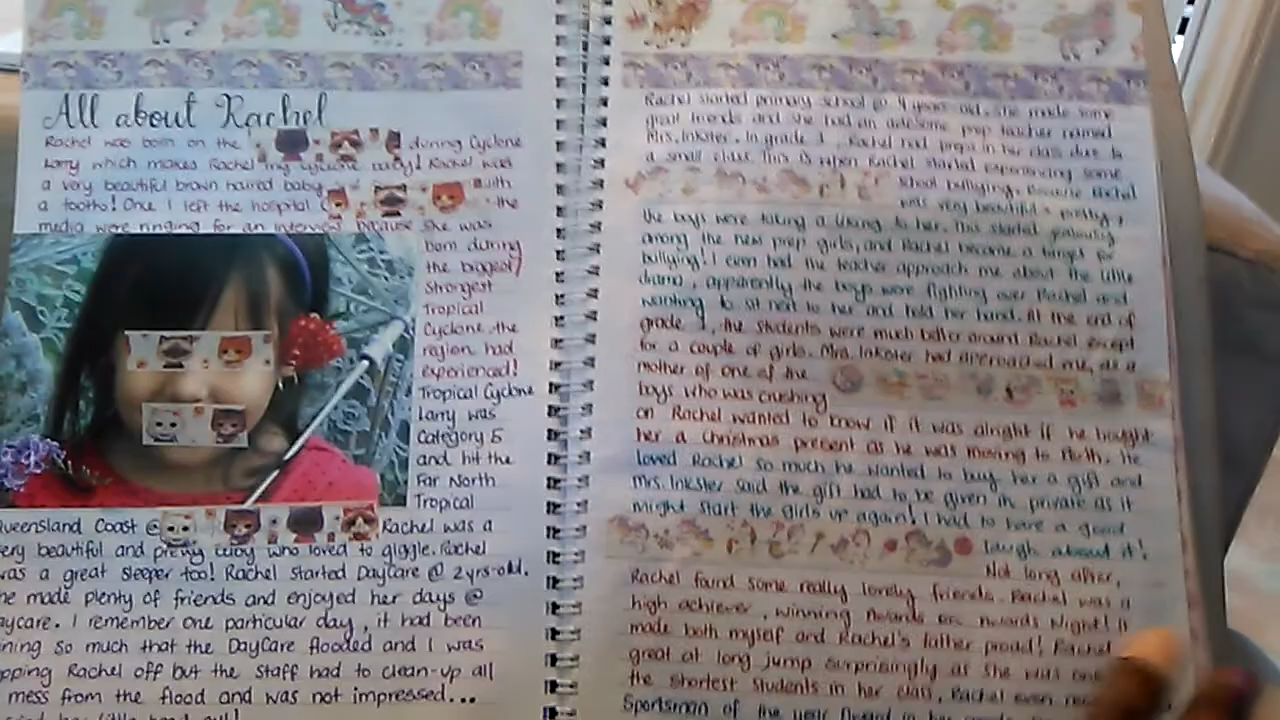 All about Rachel
Rachel was born on the during Cyclone
Larry which makes Rachel my cyclone baby! Rachel was
a very beautiful brown haired baby with
a tooth! Once I left the hospital the
media were ringing for an interview because she was
born during
the biggest/
strongest
Tropical
Cyclone the
region had
experienced!
Tropical Cyclone
Larry was
Category 5
and hit the
Far North
Tropical
Queensland Coast @ Rachel was a
very beautiful and pretty baby who loved to giggle. Rachel
was a great sleeper too! Rachel started DayCare @ 2yrs-old.
She made plenty of friends and enjoyed her days @
daycare. I remember one particular day, it had been
raining so much that the DayCare flooded and I was
dropping Rachel off but the staff had to clean-up all
mess from the flood and was not impressed...
her little head out!
Rachel started primary school @ 4 years old. She made some
great friends and she had an awesome prep teacher named
Mrs. Inkster. In grade 1, Rachel had preps in her class due to
a small class. This is when Rachel started experiencing some
school bullying. Because Rachel
was very beautiful & pretty,
the boys were taking a liking to her. This started jealousy
among the new prep girls, and Rachel became a target for
bullying! I even had the teacher approach me about the little
drama, apparently the boys were fighting over Rachel and
wanting to sit next to her and hold her hand. At the end of
grade 1, the students were much better around Rachel except
for a couple of girls. Mrs. Inkster had approached me, as a
mother of one of the
boys who was crushing
on Rachel wanted to know if it was alright if he bought
her a Christmas present as he was moving to Perth. He
loved Rachel so much he wanted to buy her a gift and
Mrs. Inkster said the gift had to be given in private as it
might start the girls up again! I had to have a good
laugh about it!
Not long after,
Rachel found some really lovely friends. Rachel was a
high achiever, winning Awards on Awards Night! It
made both myself and Rachel's father proud! Rachel
great at long jump surprisingly as she was one
the shortest students in her class, Rachel even
Sportsman of the year Award in her